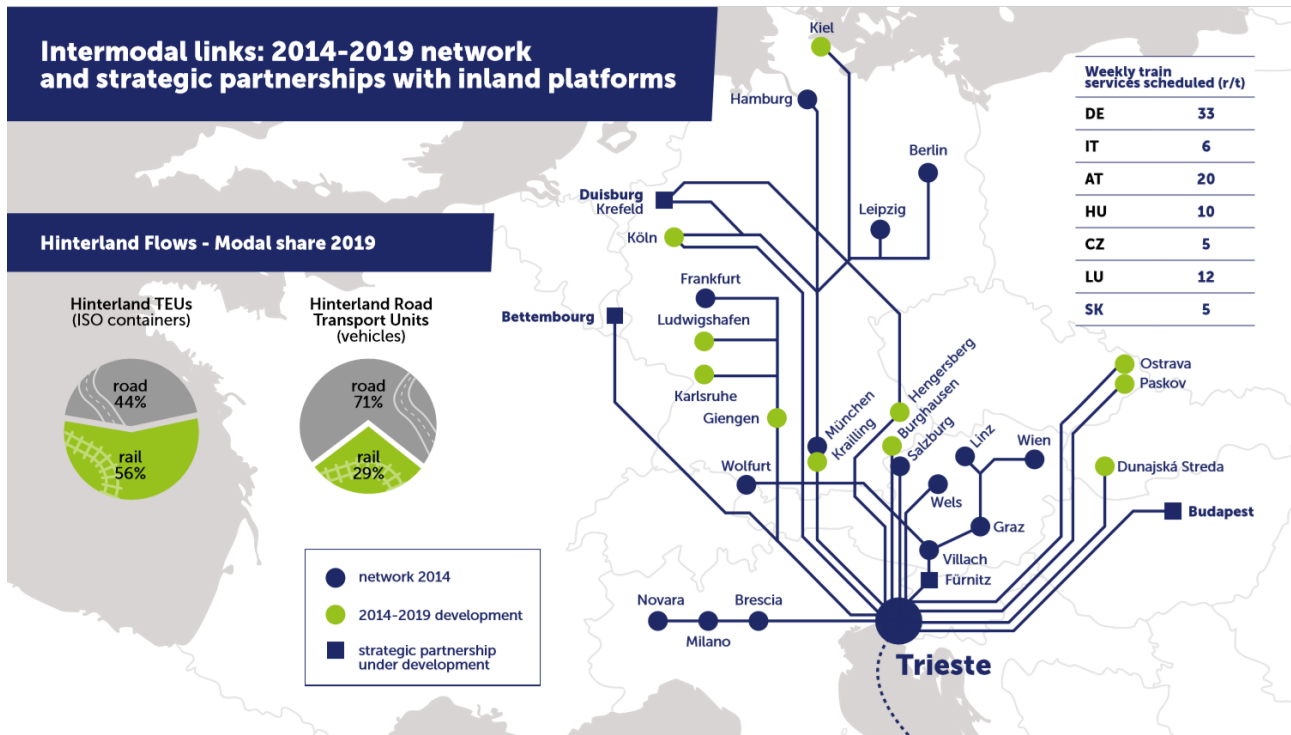 Intermodal links: 2014-2019 network
and strategic partnerships with inland platforms
Hinterland Flows - Modal share 2019
Hinterland TEUs
(ISO containers)
road
44%
rail
56%
Hinterland Road
Transport Units
(vehicles)
road
71%
rail
29%
network 2014
2014-2019 development
strategic partnership
under development
Kiel
Hamburg
Berlin
Duisburg
Krefeld
Leipzig
Köln
Frankfurt
Ludwigshafen
Bettembourg
Karlsruhe
Giengen
München
Krailling
Hengersberg
Burghausen
Salzburg
Linz
Wien
Ostrava
Paskov
Wolfurt
Wels
Dunajská Streda
Graz
Budapest
Villach
Fürnitz
Novara
Milano
Brescia
Trieste
Weekly train
services scheduled (r/t)
DE 33
IT 6
AT 20
HU 10
CZ 5
LU 12
SK 5